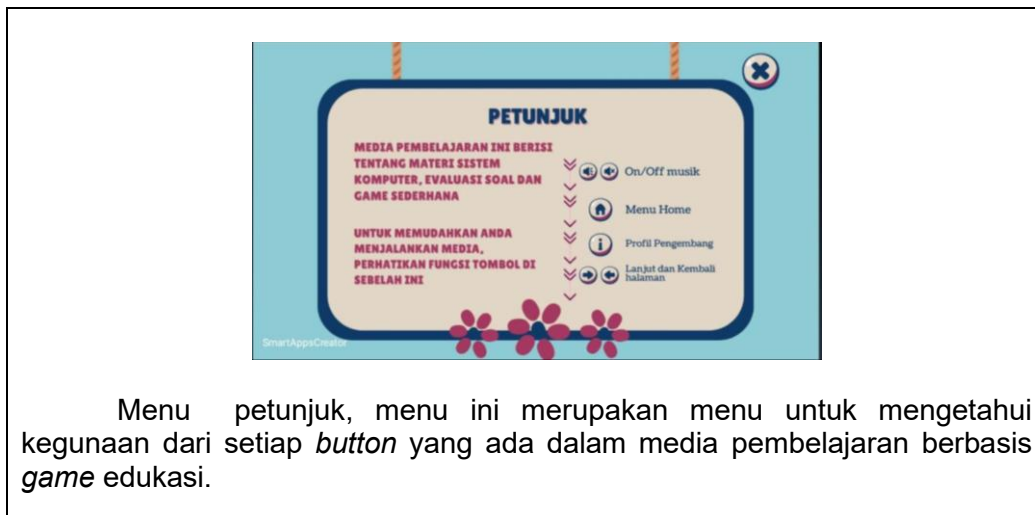 PETUNJUK
MEDIA PEMBELAJARAN INI BERISI
TENTANG MATERI SISTEM
KOMPUTER, EVALUASI SOAL DAN
GAME SEDERHANA
UNTUK MEMUDAHKAN ANDA
MENJALANKAN MEDIA,
PERHATIKAN FUNGSI TOMBOL DI
SEBELAH INI
On/Off musik
Menu Home
Profil Pengembang
Lanjut dan Kembali
halaman
SmartAppsCreator
Menu petunjuk, menu ini merupakan menu untuk mengetahui
kegunaan dari setiap button yang ada dalam media pembelajaran berbasis
game edukasi.